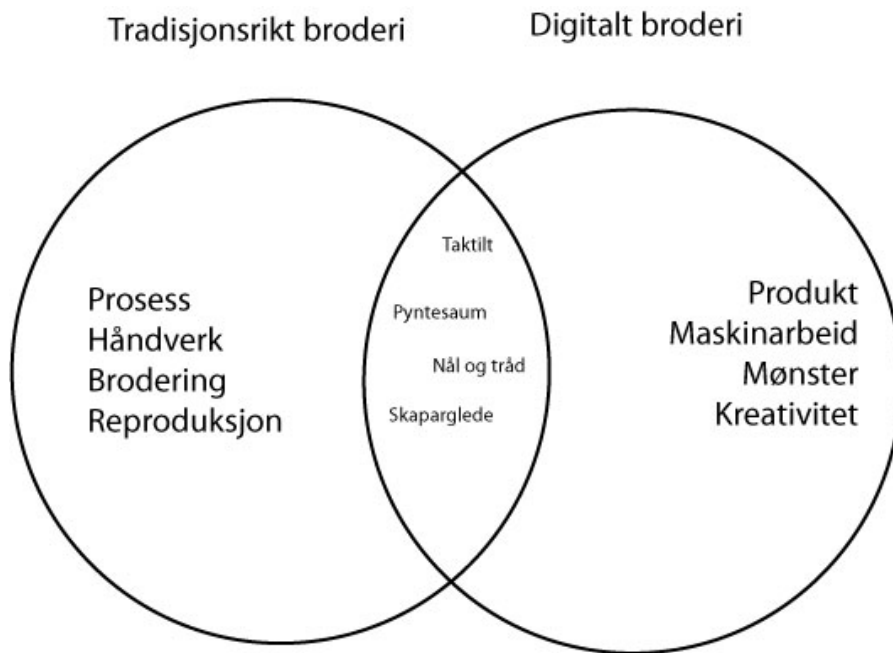 Tradisjonsrikt broderi
Digitalt broderi
Prosess
Håndverk
Brodering
Reproduksjon
Taktilt
Pyntesaum
Nål og tråd
Skaparglede
Produkt
Maskinarbeid
Mønster
Kreativitet